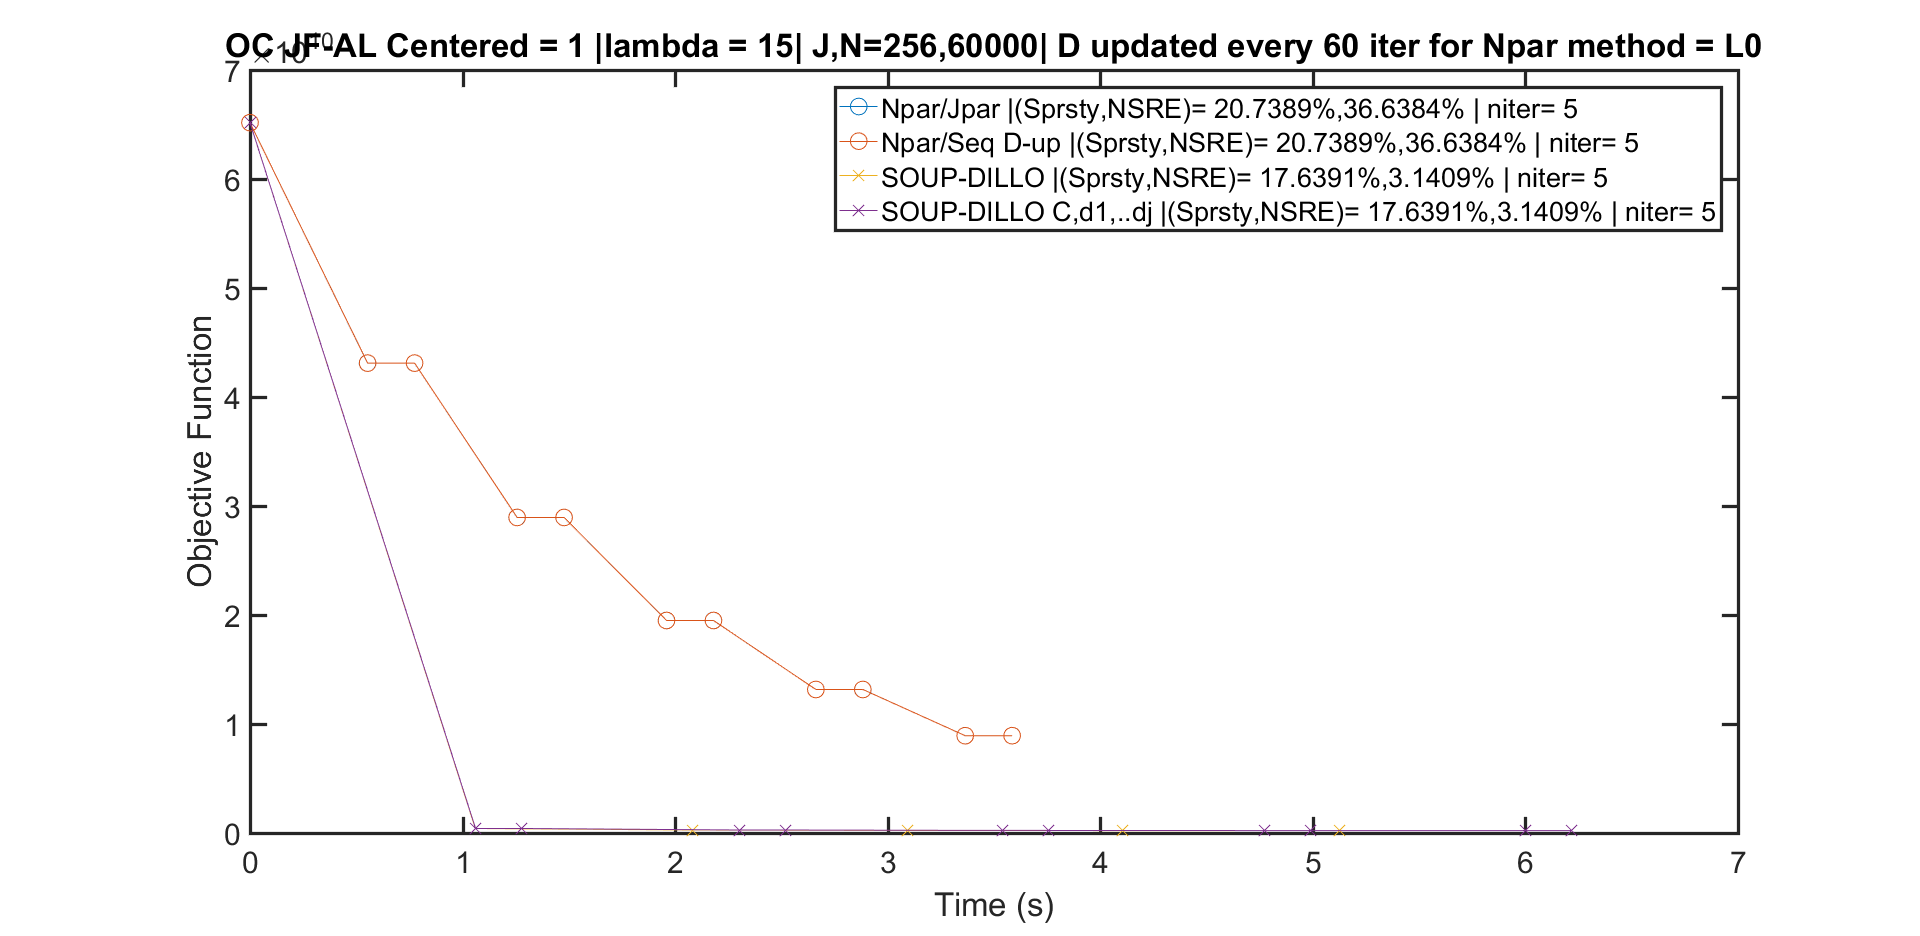 OC JF-AL Centered = 1 |lambda = 15| J,N=256,60000| D updated every 60 iter for Npar method = L0
×10^10
Npar/Jpar |(Sprsty,NSRE)= 20.7389%,36.6384% | niter= 5
Npar/Seq D-up |(Sprsty,NSRE)= 20.7389%,36.6384% | niter= 5
SOUP-DILLO |(Sprsty,NSRE)= 17.6391%,3.1409% | niter= 5
SOUP-DILLO C,d1,..dj |(Sprsty,NSRE)= 17.6391%,3.1409% | niter= 5
7
6
5
4
3
2
1
0
Objective Function
0 1 2 3 4 5 6 7
Time (s)